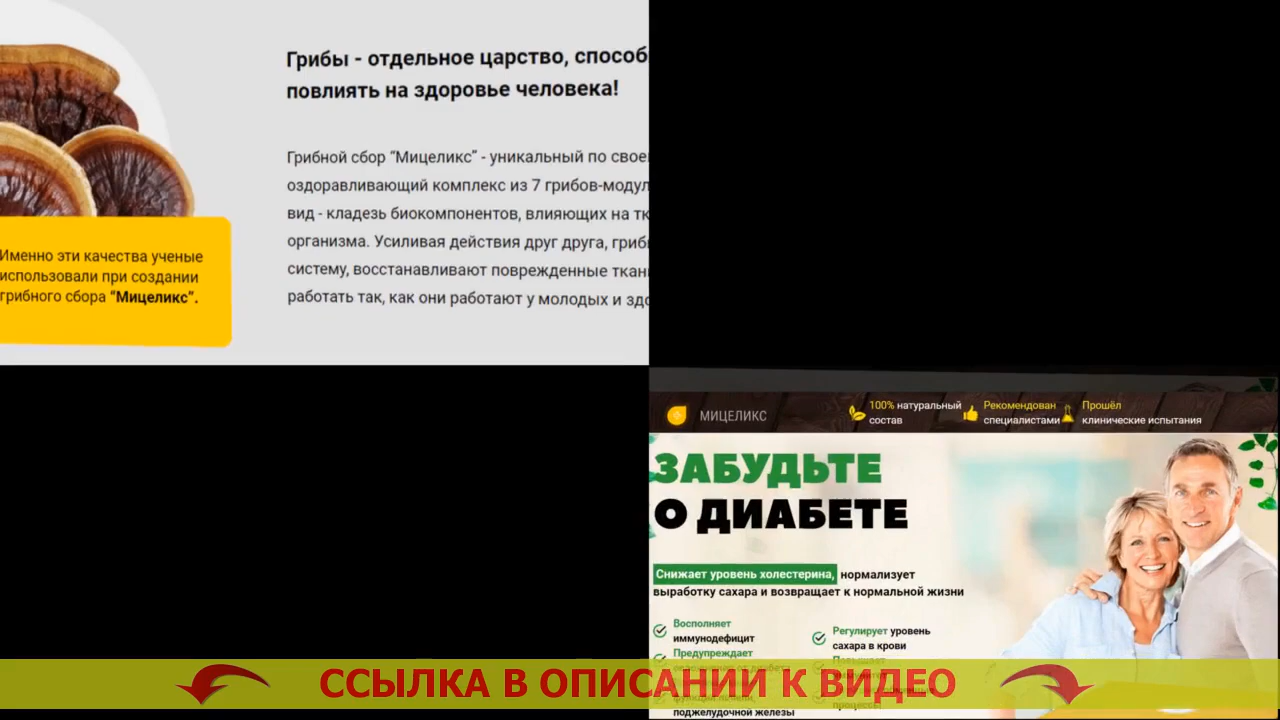 Грибы - отдельное царство, способ
повлиять на здоровье человека!
Грибной сбор “Мицеликс” - уникальный по свое
оздоравливающий комплекс из 7 грибов-модул
вид - кладезь биокомпонентов, влияющих на тк
организма. Усиливая действия друг друга, гриб
систему, восстанавливают поврежденные ткан
работать так, как они работают у молодых и здо
Именно эти качества ученые
использовали при создании
грибного сбора “Мицеликс”.
МИЦЕЛИКС
100% натуральный
состав
Рекомендован
специалистами
Прошёл
клинические испытания
ЗАБУДЬТЕ
О ДИАБЕТЕ
Снижает уровень холестерина, нормализует
выработку сахара и возвращает к нормальной жизни
Восполняет
иммунодефицит
Предупреждает
поджелудочной железы
Регулирует уровень
сахара в крови
ССЫЛКА В ОПИСАНИИ К ВИДЕО